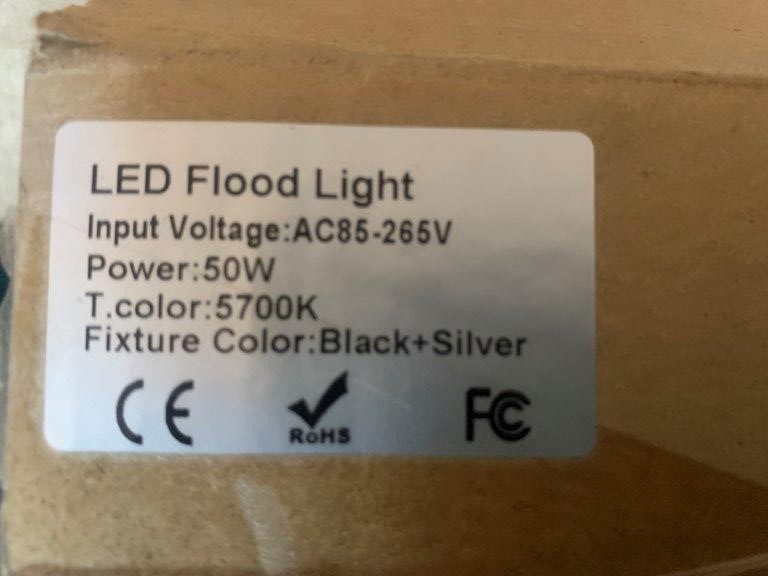 LED Flood Light
Input Voltage:AC85-265V
Power:50W
T.color:5700K
Fixture Color:Black+Silver
CE RoHS FC